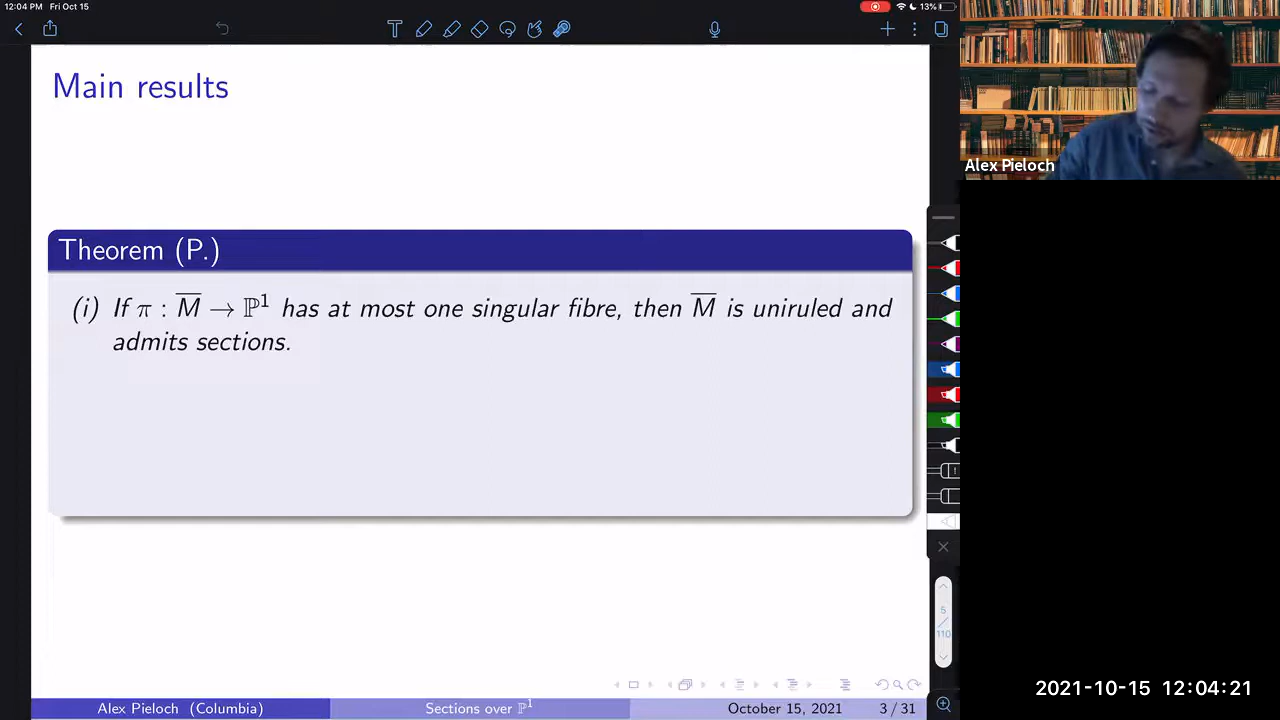 12:04 PM Fri Oct 15
13%
T
Main results
Alex Pieloch
Theorem (P.)
(i) If π : M̅ → ℙ¹ has at most one singular fibre, then M̅ is uniruled and
admits sections.
5
110
2021-10-15 12:04:21
Alex Pieloch (Columbia)
Sections over ℙ¹
October 15, 2021
3 / 31